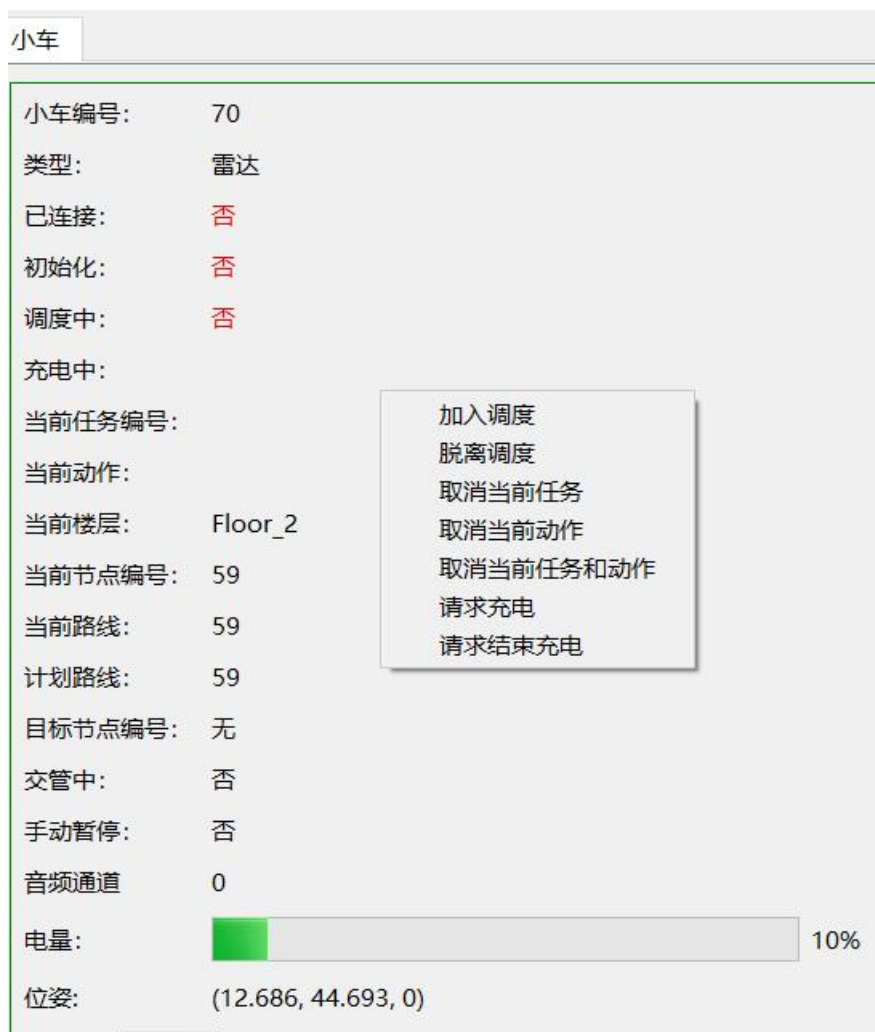 小车
小车编号: 70
类型: 雷达
已连接: 否
初始化: 否
调度中: 否
充电中:
当前任务编号:
当前动作:
当前楼层: Floor_2
当前节点编号: 59
当前路线: 59
计划路线: 59
目标节点编号: 无
交管中: 否
手动暂停: 否
音频通道 0
电量: 10%
位姿: (12.686, 44.693, 0)
加入调度
脱离调度
取消当前任务
取消当前动作
取消当前任务和动作
请求充电
请求结束充电